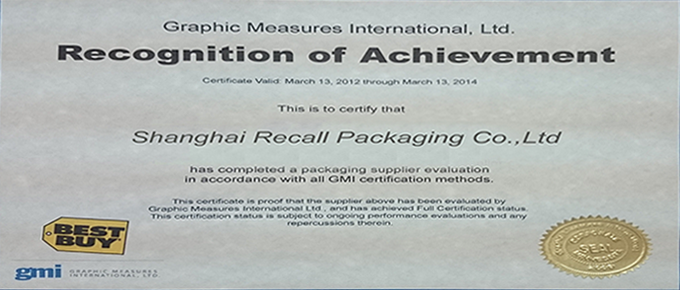 Graphic Measures International, Ltd.
Recognition of Achievement
Certificate Valid: March 13, 2012 through March 13, 2014
This is to certify that
Shanghai Recall Packaging Co.,Ltd
has completed a packaging supplier evaluation
in accordance with all GMI certification methods.
This certificate is proof that the supplier above has been evaluated by
Graphic Measures International Ltd., and has achieved Full Certification status.
This certification status is subject to ongoing performance evaluations and any
repercussions therein.
BEST
BUY
gmi
GRAPHIC MEASURES
INTERNATIONAL, LTD
SEAL